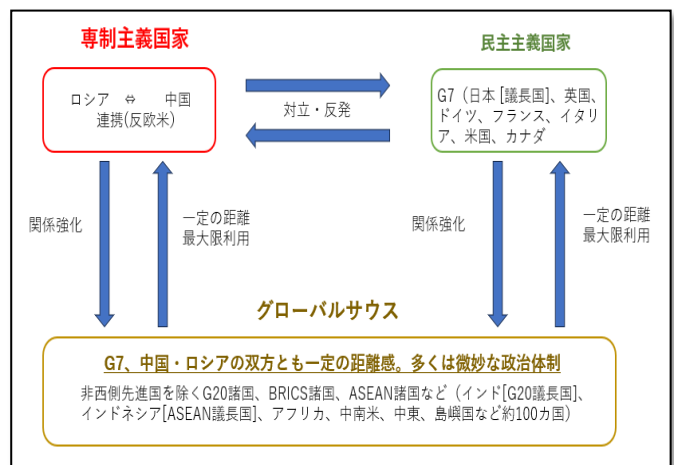 専制主義国家
民主主義国家
ロシア ⇔ 中国
連携(反欧米)
対立・反発
G7（日本 [議長国]、英国、
ドイツ、フランス、イタリ
ア、米国、カナダ
関係強化
一定の距離
最大限利用
関係強化
一定の距離
最大限利用
グローバルサウス
G7、中国・ロシアの双方とも一定の距離感。多くは微妙な政治体制
非西側先進国を除くG20諸国、BRICS諸国、ASEAN諸国など（インド[G20議長国]、
インドネシア[ASEAN議長国]、アフリカ、中南米、中東、島嶼国など約100カ国）